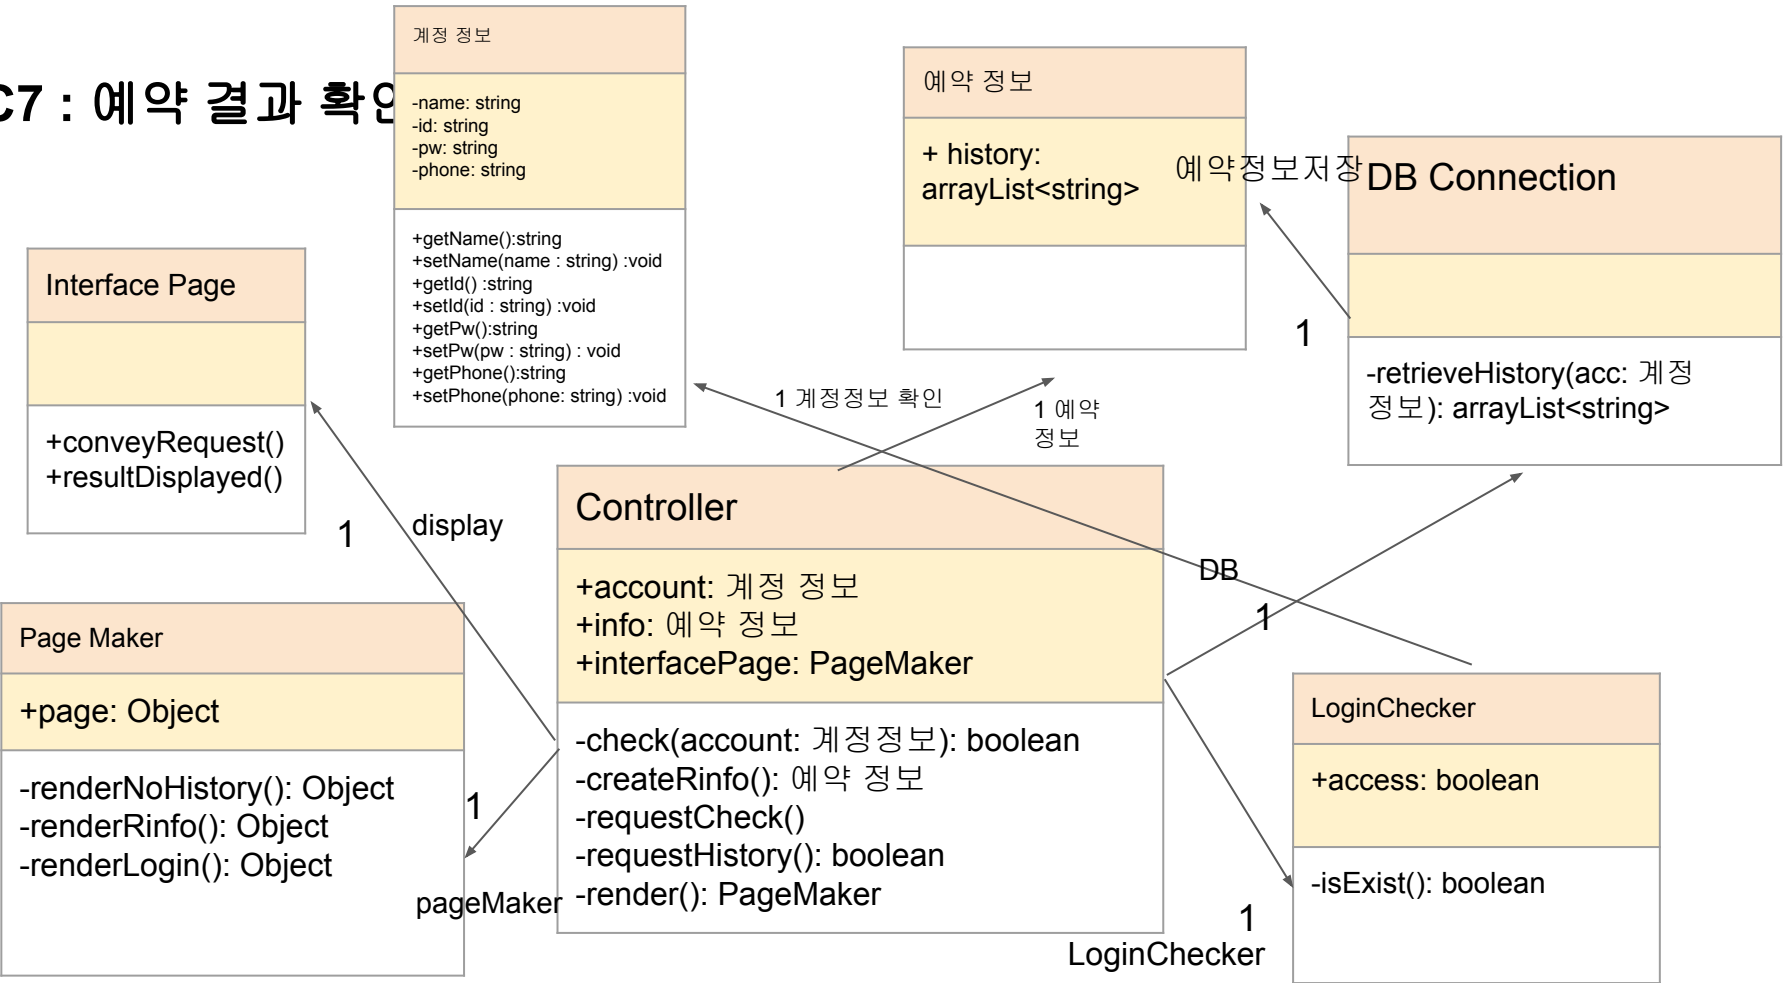 C7 : 예약 결과 확인
계정 정보
-name: string
-id: string
-pw: string
-phone: string
+getName():string
+setName(name : string) :void
+getId() :string
+setId(id : string) :void
+getPw():string
+setPw(pw : string) : void
+getPhone():string
+setPhone(phone: string) :void
예약 정보
+ history:
arrayList<string>
예약정보저장
DB Connection
-retrieveHistory(acc: 계정
정보): arrayList<string>
1
Interface Page
+conveyRequest()
+resultDisplayed()
1 계정정보 확인
1 예약
정보
1
display
Controller
+account: 계정 정보
+info: 예약 정보
+interfacePage: PageMaker
-check(account: 계정정보): boolean
-createRinfo(): 예약 정보
-requestCheck()
-requestHistory(): boolean
-render(): PageMaker
DB
1
Page Maker
+page: Object
-renderNoHistory(): Object
-renderRinfo(): Object
-renderLogin(): Object
1
pageMaker
LoginChecker
+access: boolean
-isExist(): boolean
1
LoginChecker